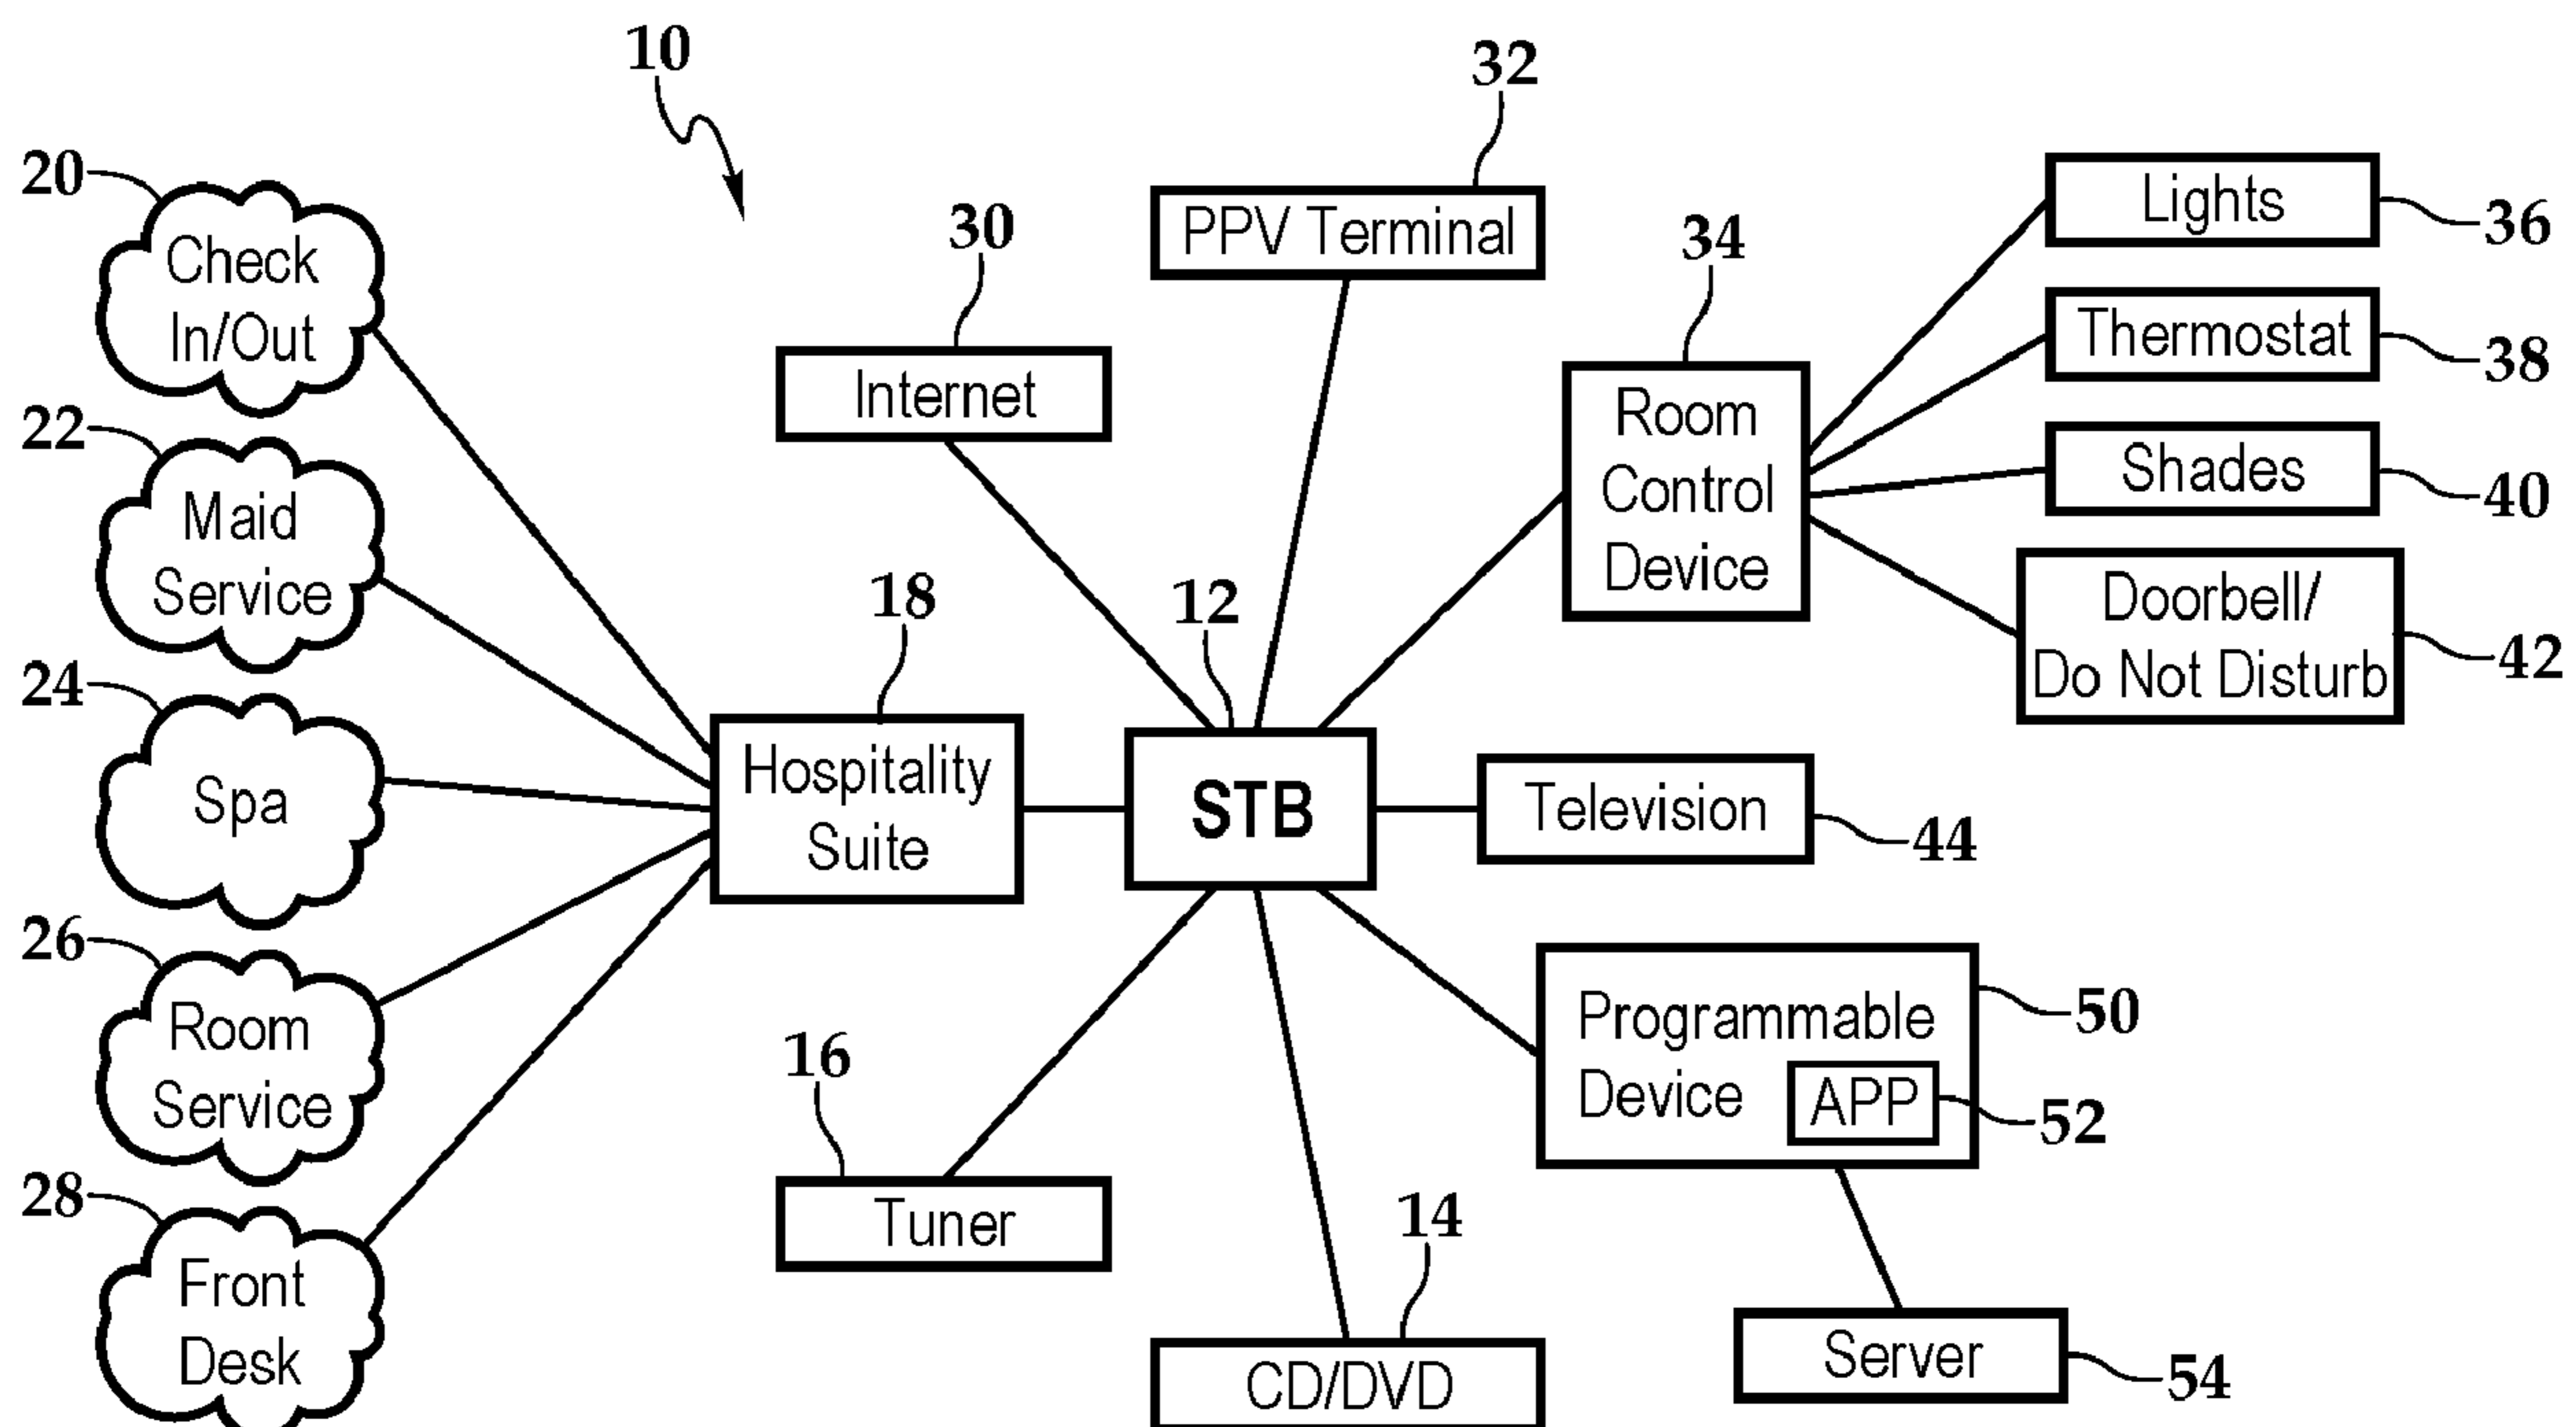 10
32
20
Check
In/Out
30
PPV Terminal
34
Lights
36
Internet
Thermostat
38
22
Maid
Service
Room
Control
Device
Shades
40
18
12
Doorbell/
Do Not Disturb
42
24
Spa
Hospitality
Suite
STB
Television
44
26
Room
Service
16
Programmable
Device
APP
50
52
28
Front
Desk
Tuner
14
CD/DVD
Server
54